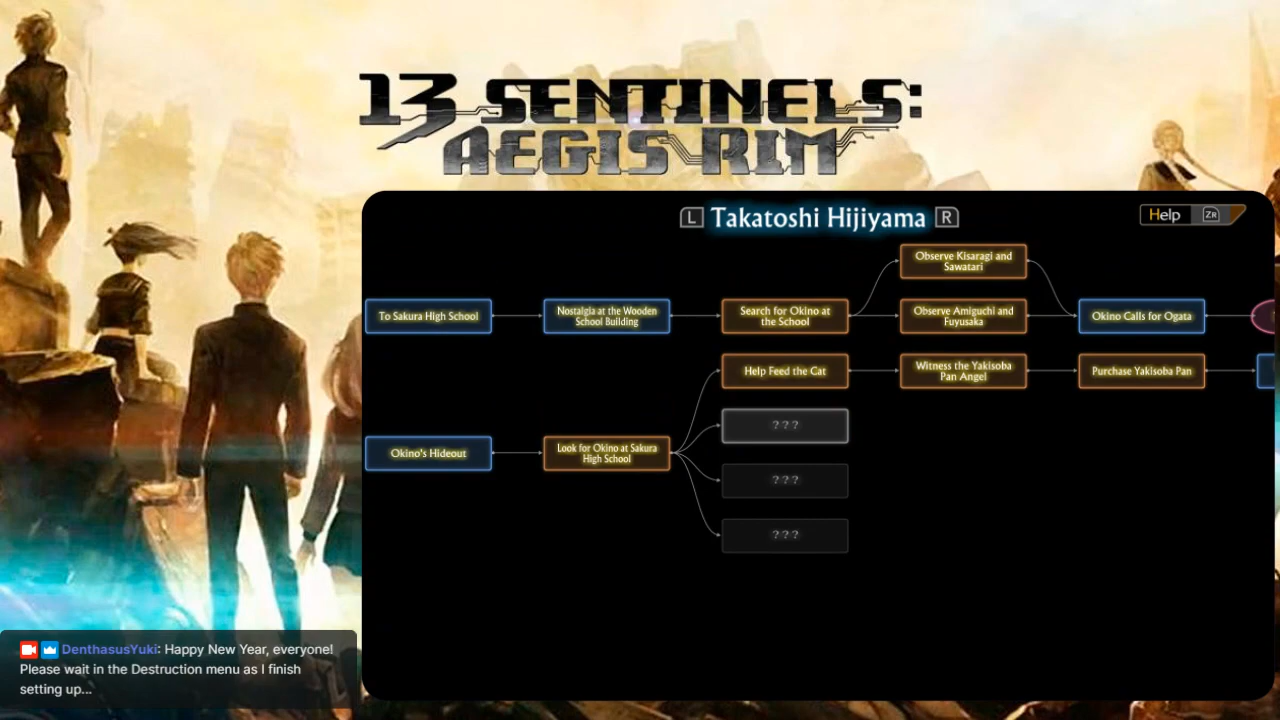 13 SENTINELS:
AEGIS RIM
L Takatoshi Hijiyama R
Help ZR
Observe Kisaragi and
Sawatari
To Sakura High School
Nostalgia at the Wooden
School Building
Search for Okino at
the School
Observe Amiguchi and
Fuyusaka
Okino Calls for Ogata
Help Feed the Cat
Witness the Yakisoba
Pan Angel
Purchase Yakisoba Pan
???
Okino's Hideout
Look for Okino at Sakura
High School
???
???
DenthasusYuki: Happy New Year, everyone!
Please wait in the Destruction menu as I finish
setting up...